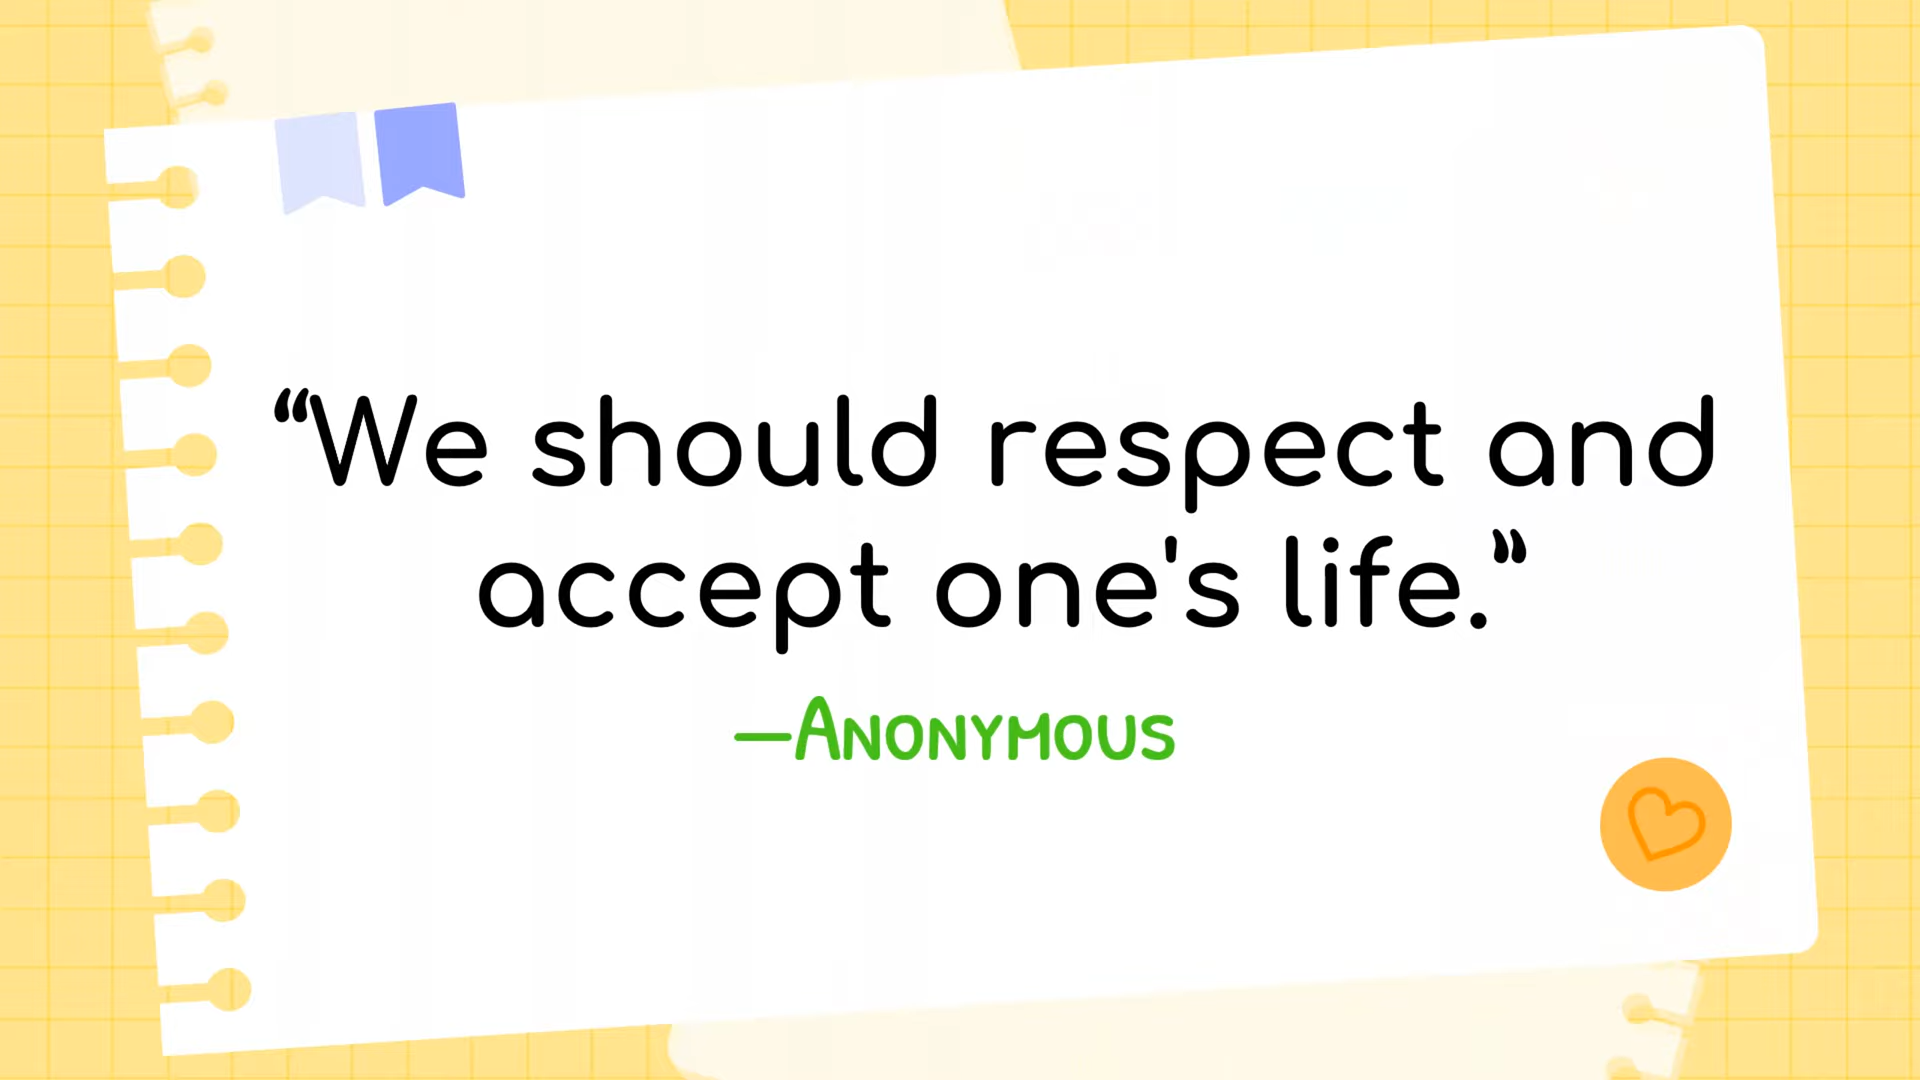 “We should respect and
accept one's life.”
—Anonymous